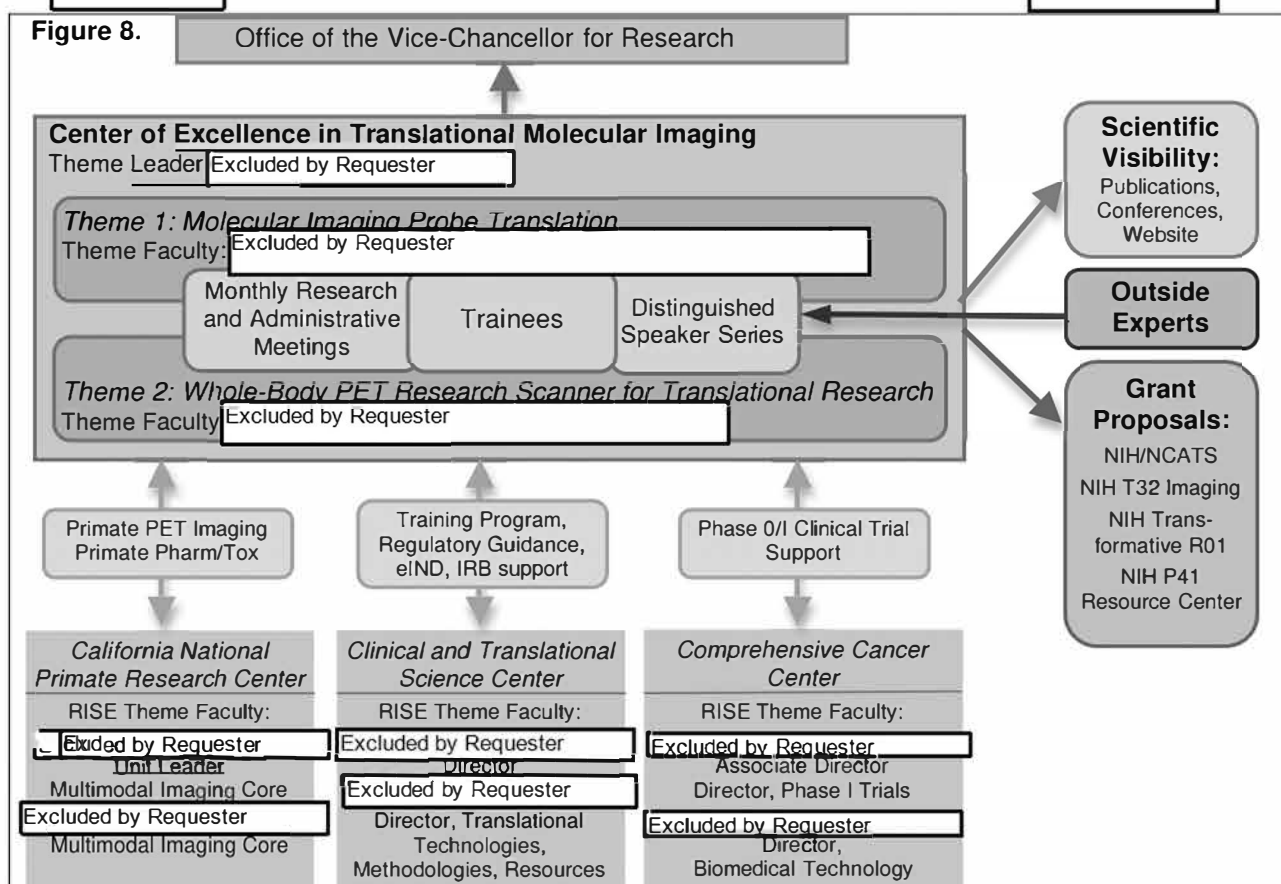 Figure 8.
Office of the Vice-Chancellor for Research
Center of Excellence in Translational Molecular Imaging
Theme Leader Excluded by Requester
Theme 1: Molecular Imaging Probe Translation
Theme Faculty: Excluded by Requester
Monthly Research
and Administrative
Meetings
Trainees
Distinguished
Speaker Series
Theme 2: Whole-Body PET Research Scanner for Translational Research
Theme Faculty Excluded by Requester
Scientific
Visibility:
Publications,
Conferences,
Website
Outside
Experts
Grant
Proposals:
NIH/NCATS
NIH T32 Imaging
NIH Trans-
formative R01
NIH P41
Resource Center
Primate PET Imaging
Primate Pharm/Tox
Training Program,
Regulatory Guidance,
eIND, IRB support
Phase 0/I Clinical Trial
Support
California National
Primate Research Center
RISE Theme Faculty:
Excluded by Requester
Unit Leader
Multimodal Imaging Core
Excluded by Requester
Multimodal Imaging Core
Clinical and Translational
Science Center
RISE Theme Faculty:
Excluded by Requester
Director
Excluded by Requester
Director, Translational
Technologies,
Methodologies, Resources
Comprehensive Cancer
Center
RISE Theme Faculty:
Excluded by Requester
Associate Director
Director, Phase I Trials
Excluded by Requester
Director,
Biomedical Technology